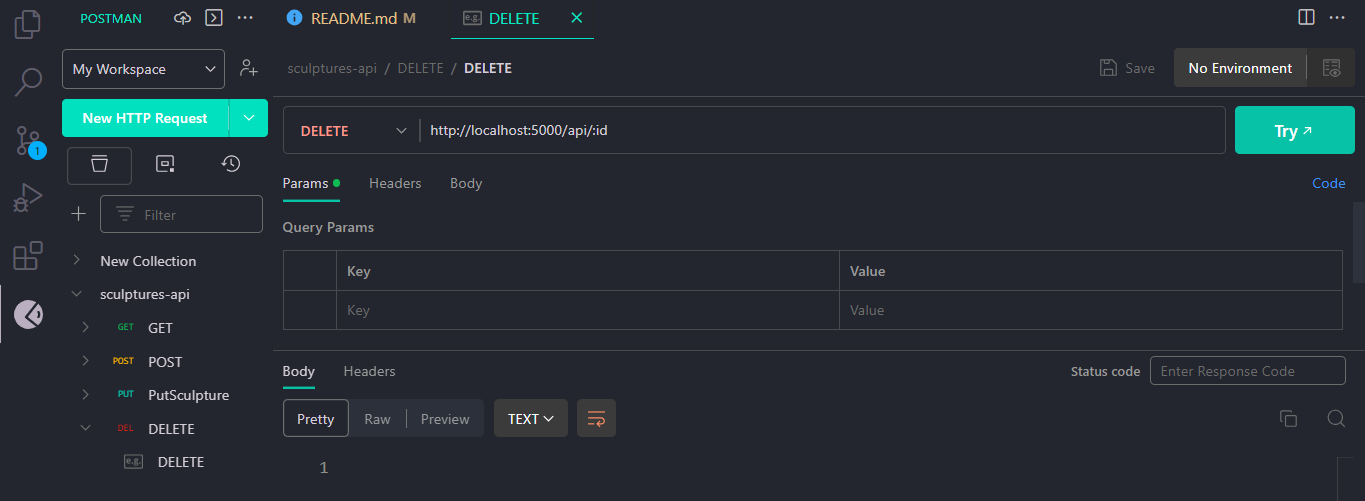 POSTMAN
README.md M
e.g. DELETE
My Workspace
sculptures-api / DELETE / DELETE
Save
No Environment
New HTTP Request
DELETE
http://localhost:5000/api/:id
Try
1
Params
Headers
Body
Code
Filter
Query Params
New Collection
Key
Value
sculptures-api
Key
Value
GET GET
POST POST
PUT PutSculpture
DEL DELETE
e.g. DELETE
Body
Headers
Status code
Enter Response Code
Pretty
Raw
Preview
TEXT
1